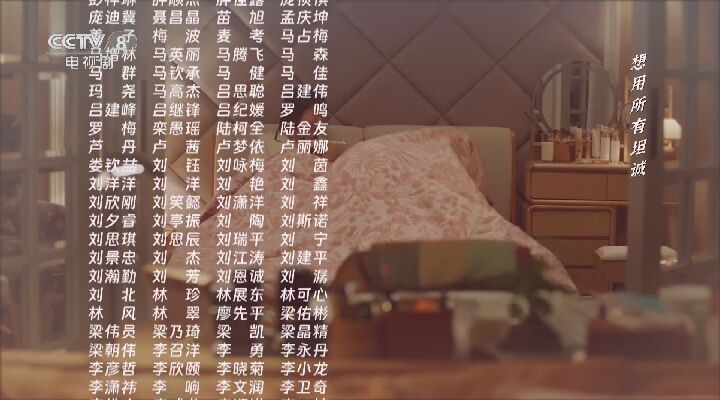 CCTV 8
电视剧
庞迪冀 聂昌晶 苗旭 孟庆坤
姜子 梅波 麦考 马占梅
马增林 马英丽 马腾飞 马森
马群 马钦承 马健 马佳
玛尧 马高杰 吕思聪 吕建伟
吕建峰 吕继锋 吕纪媛 罗鸣
罗梅 栾愚瑶 陆柯全 陆金友
芦丹 卢茜 卢梦依 卢丽娜
娄钦喆 刘钰 刘咏梅 刘茵
刘洋洋 刘洋 刘艳 刘鑫
刘欣刚 刘笑懿 刘潇洋 刘祥
刘夕睿 刘亭振 刘陶 刘斯诺
刘思琪 刘思辰 刘瑞平 刘宁
刘景忠 刘杰 刘江涛 刘建平
刘瀚勤 刘芳 刘恩诚 刘潺
刘北 林珍 林展东 林可心
林风 林翠 廖先平 梁佑彬
梁伟员 梁乃琦 梁凯 梁晶精
梁朝伟 李召洋 李勇 李永丹
李彦哲 李欣颐 李晓菊 李小龙
李潇祎 李响 李文润 李卫奇
想用所有坦诚